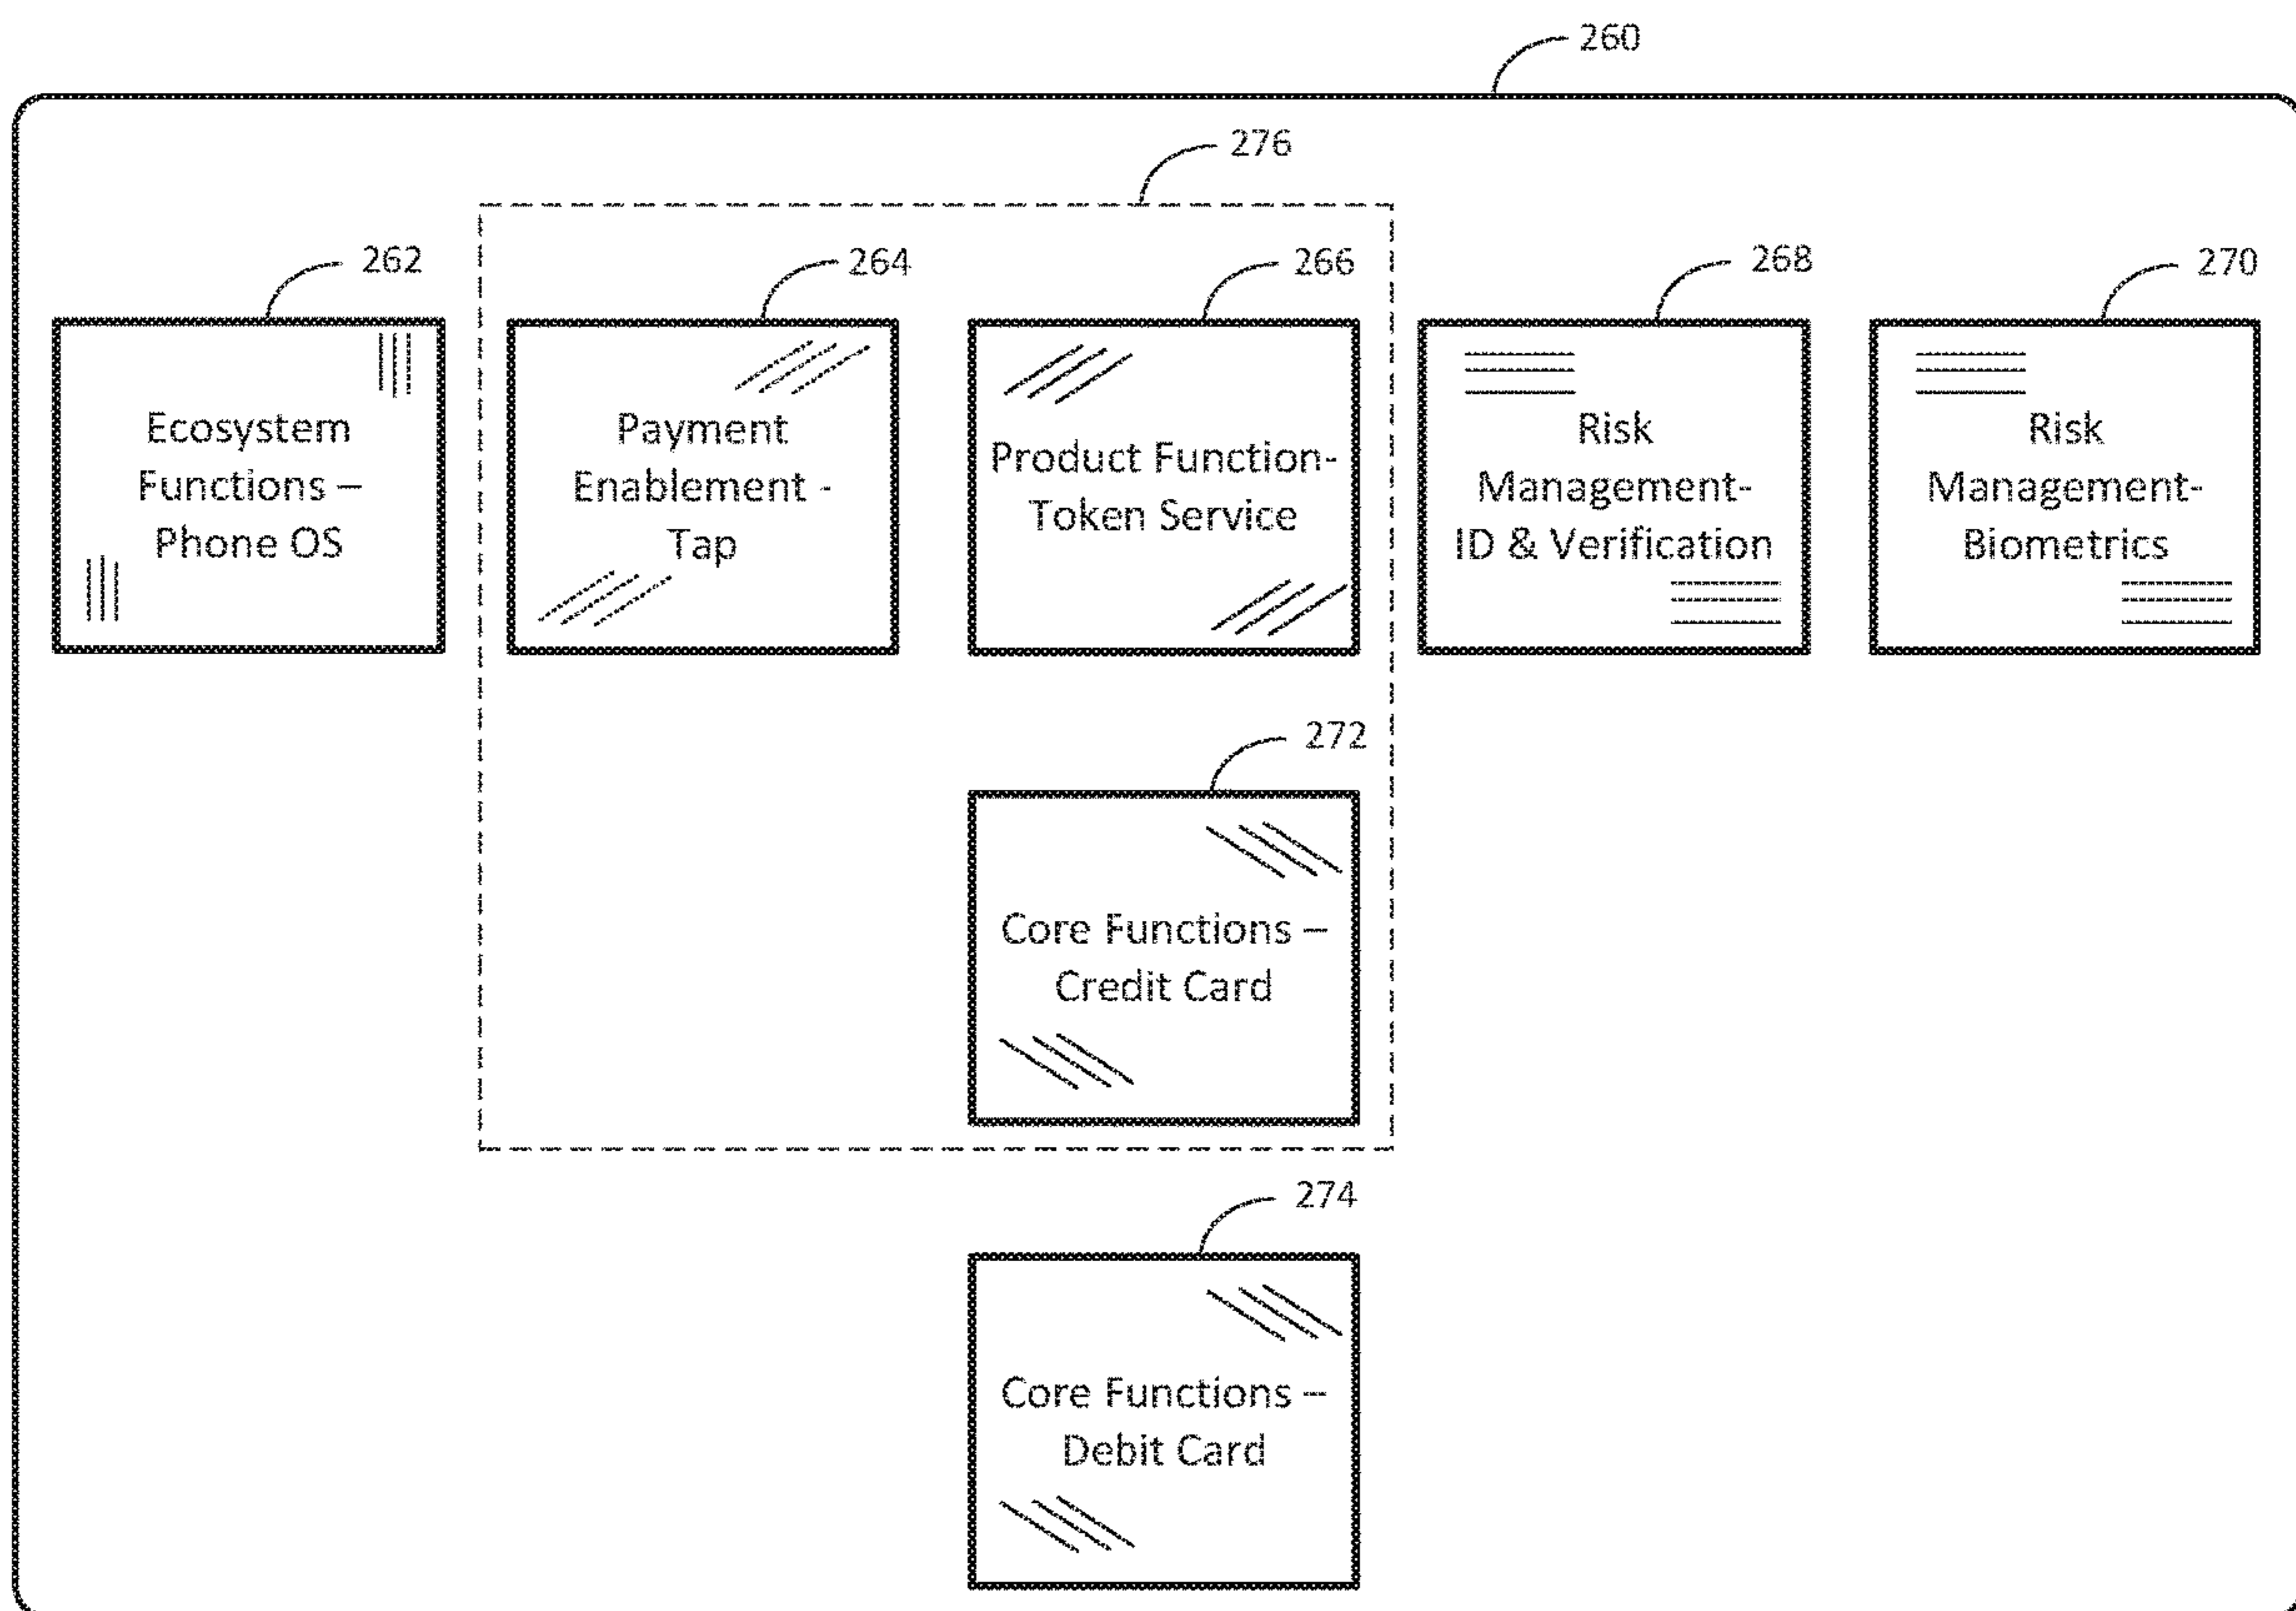 260
276
262
264
266
268
270
Ecosystem
Functions –
Phone OS
Payment
Enablement -
Tap
Product Function-
Token Service
Risk
Management-
ID & Verification
Risk
Management-
Biometrics
272
Core Functions –
Credit Card
274
Core Functions –
Debit Card